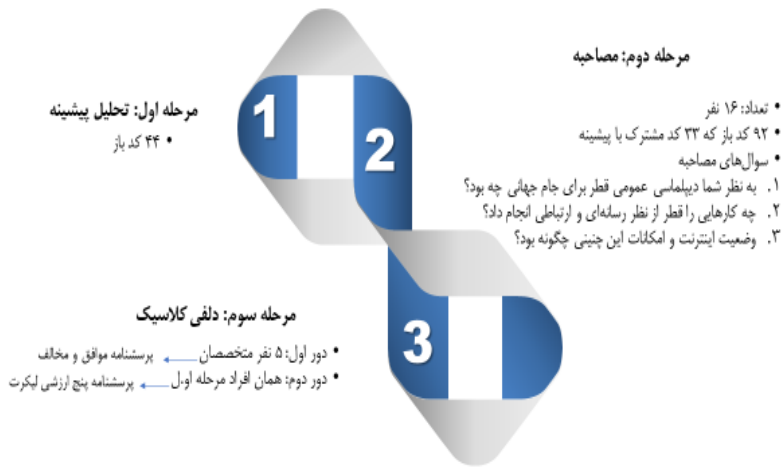 مرحله اول: تحلیل پیشینه
• ۴۴ کد باز
1
2
مرحله دوم: مصاحبه
• تعداد: ۱۶ نفر
• ۹۲ کد باز که ۳۳ کد مشترک با پیشینه
• سوال‌های مصاحبه
۱. به نظر شما دیپلماسی عمومی قطر برای جام جهانی چه بود؟
۲. چه کارهایی را قطر از نظر رسانه‌ای و ارتباطی انجام داد؟
۳. وضعیت اینترنت و امکانات این چنینی چگونه بود؟
3
مرحله سوم: دلفی کلاسیک
• دور اول: ۵ نفر متخصصان پرسشنامه موافق و مخالف
• دور دوم: همان افراد مرحله او.ل پرسشنامه پنج ارزشی لیکرت